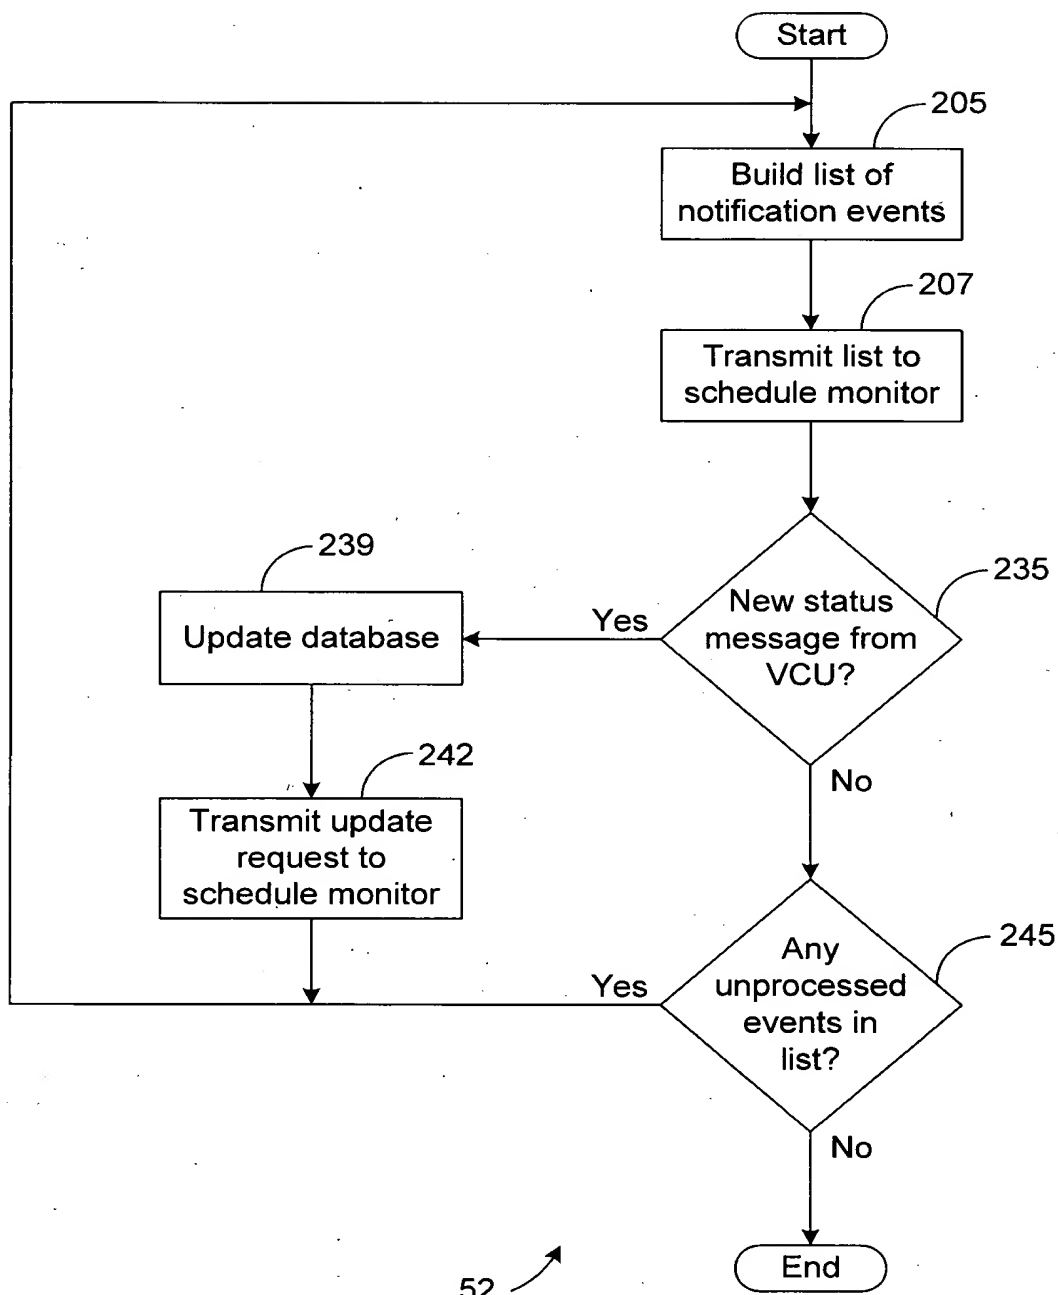 Start
205
Build list of
notification events
207
Transmit list to
schedule monitor
239
235
New status
message from
VCU?
Yes
Update database
242
No
Transmit update
request to
schedule monitor
245
Any
unprocessed
events in
list?
Yes
No
End
52